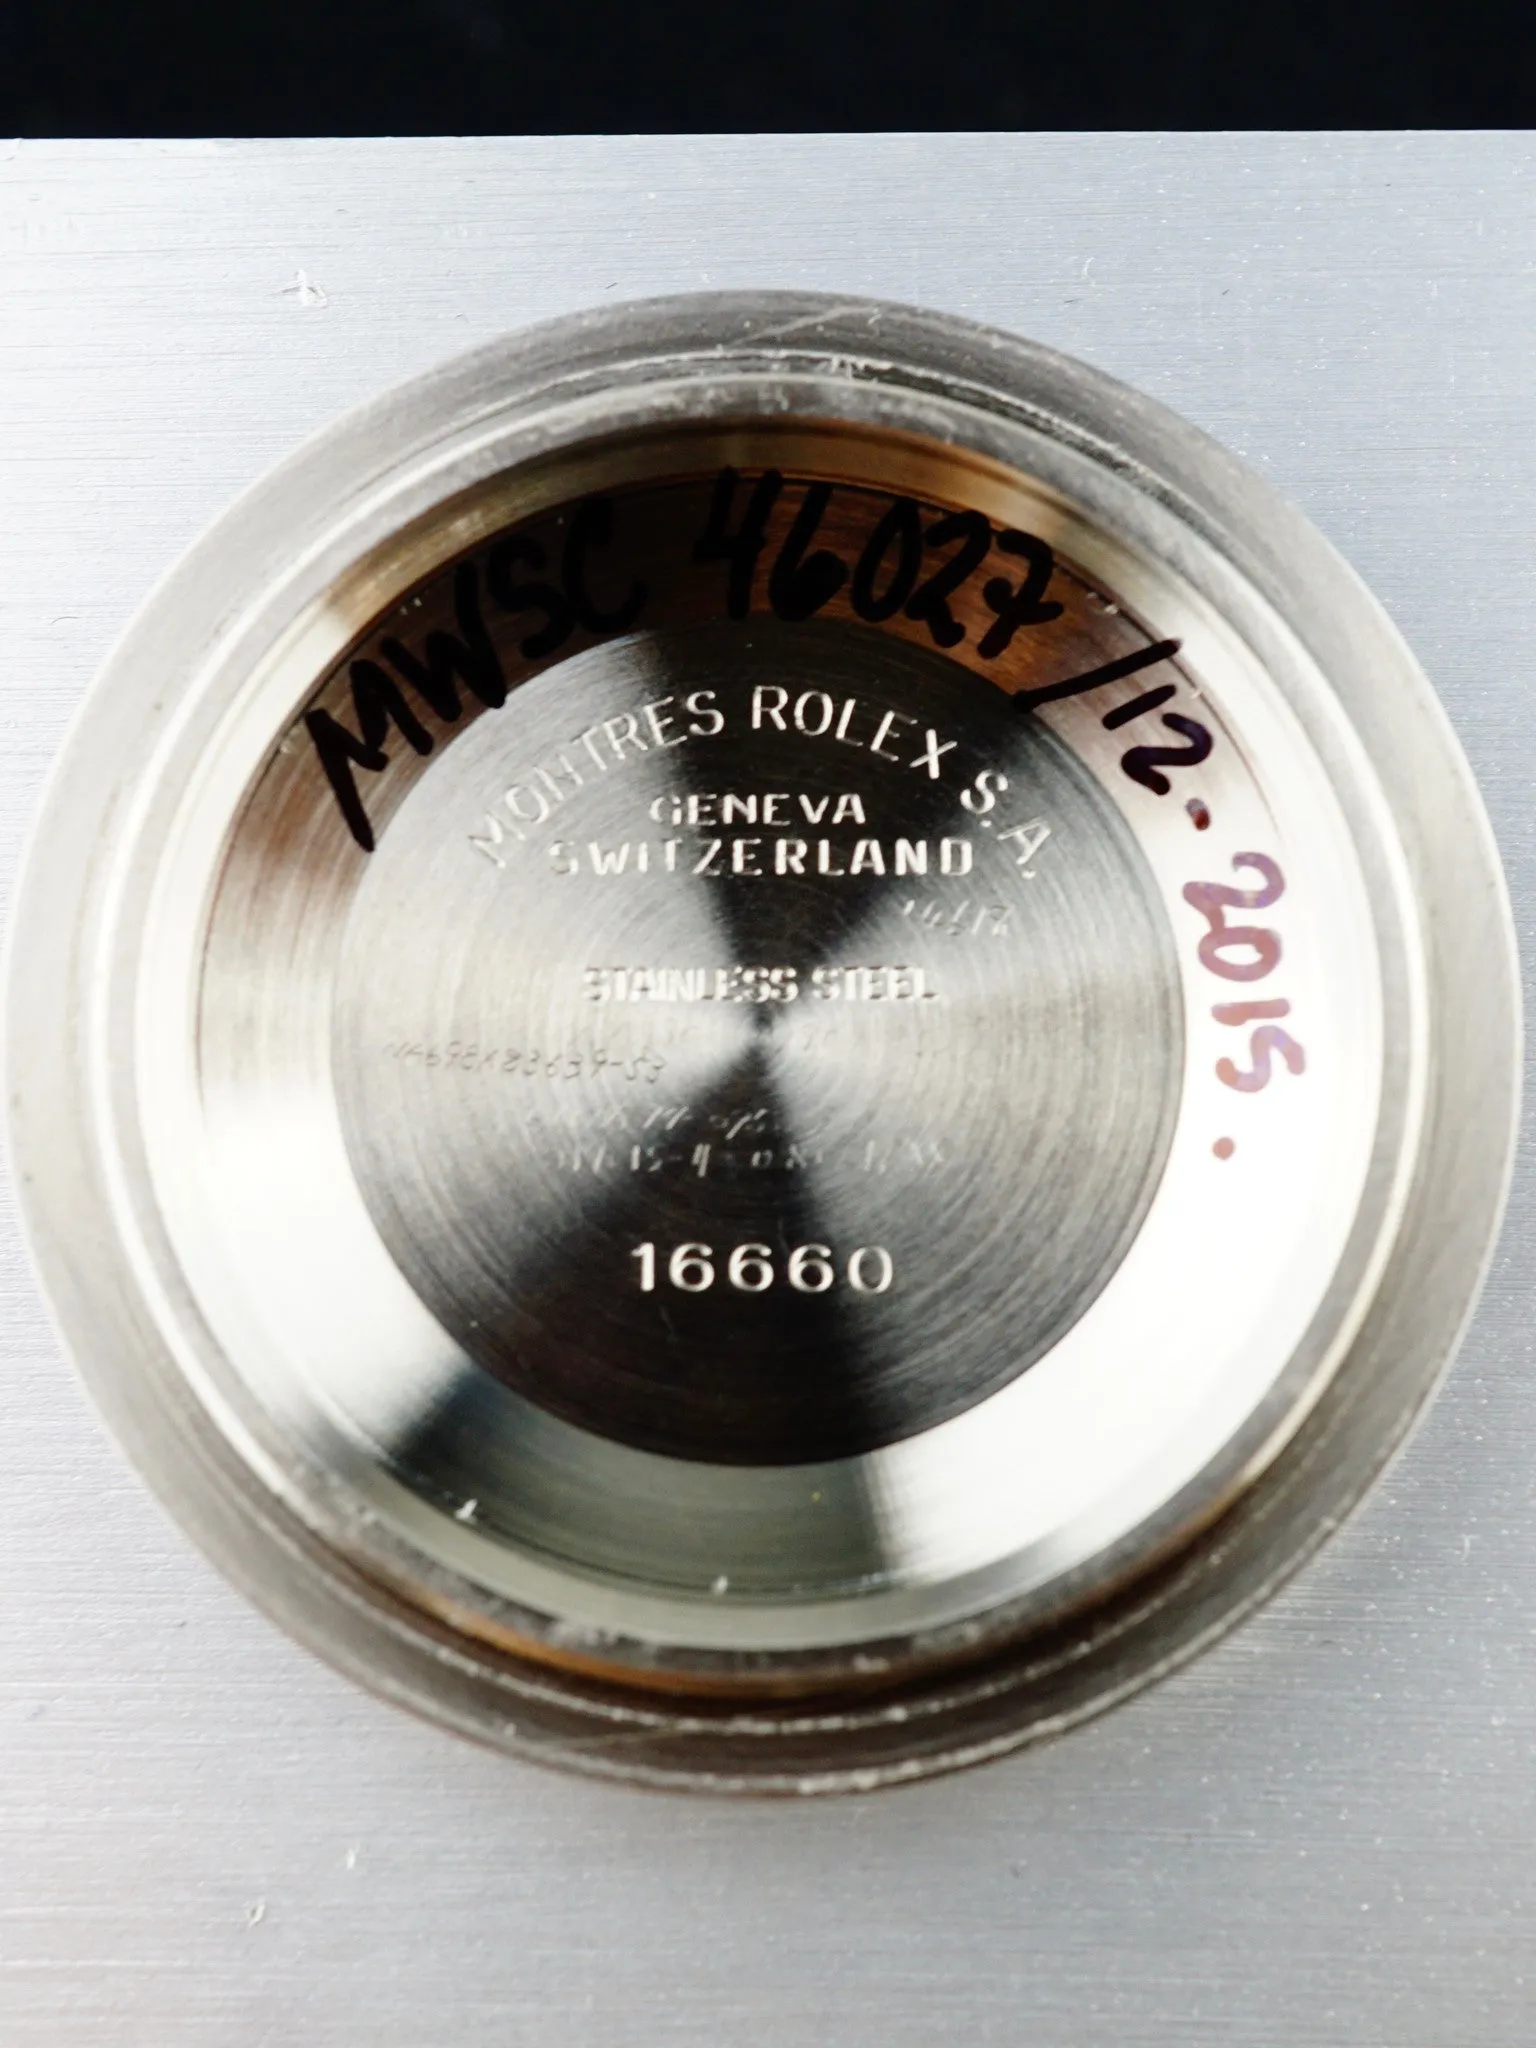 MWSC 46027/12.2015.
MONTRES ROLEX S.A.
GENEVA
SWITZERLAND
STAINLESS STEEL
16660